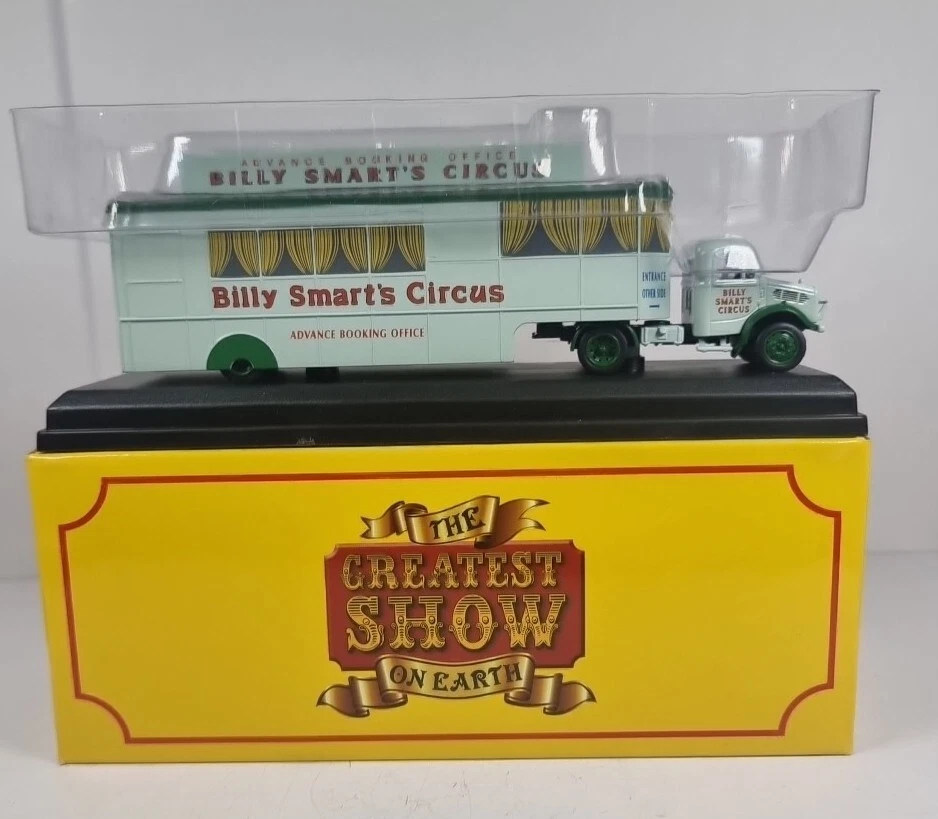 ADVANCE BOOKING OFFICE
BILLY SMART'S CIRCUS
Billy Smart's Circus
ADVANCE BOOKING OFFICE
ENTRANCE
OTHER SIDE
BILLY
SMART'S
CIRCUS
THE
GREATEST
SHOW
ON EARTH